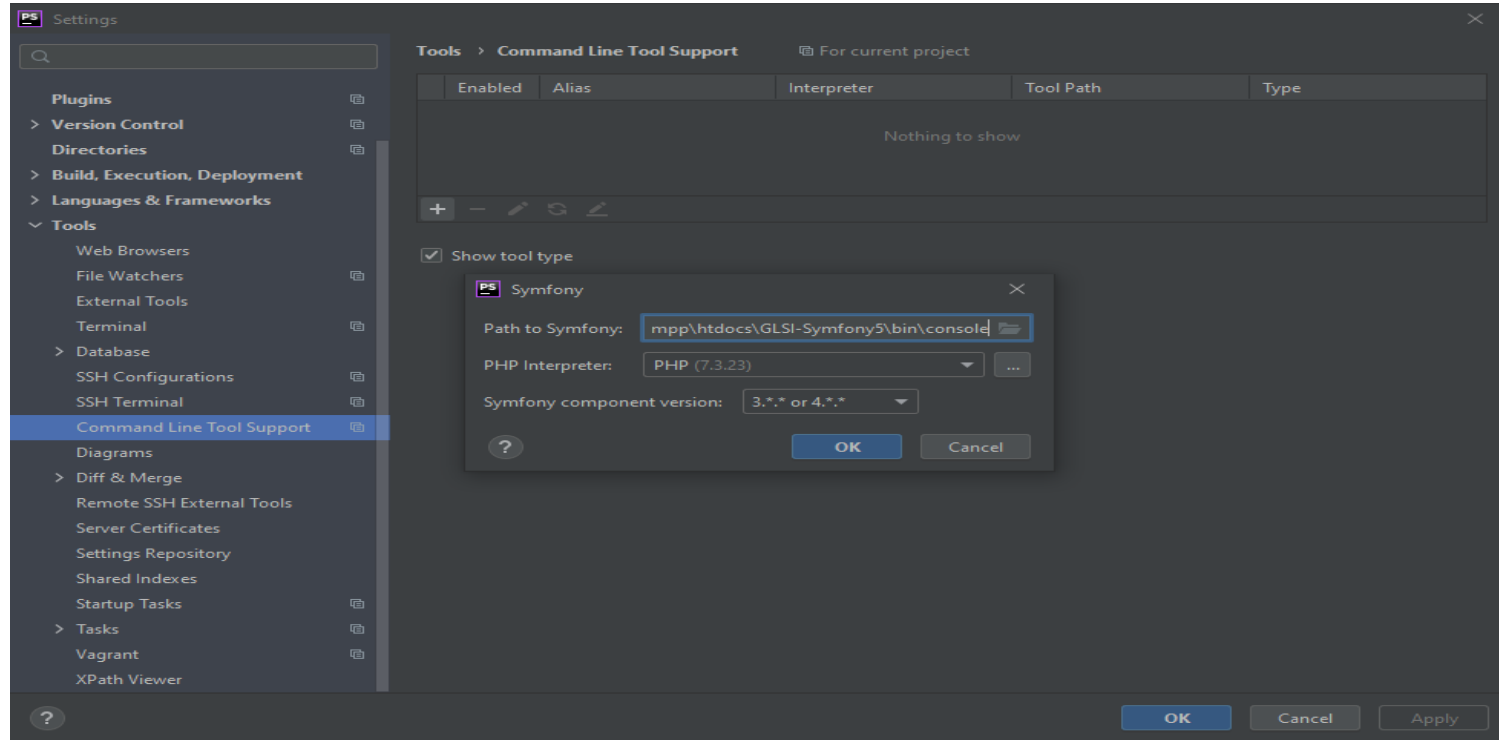 PS Settings
Tools > Command Line Tool Support For current project
Enabled Alias Interpreter Tool Path Type
Nothing to show
Plugins
Version Control
Directories
Build, Execution, Deployment
Languages & Frameworks
Tools
Web Browsers
File Watchers
External Tools
Terminal
Database
SSH Configurations
SSH Terminal
Command Line Tool Support
Diagrams
Diff & Merge
Remote SSH External Tools
Server Certificates
Settings Repository
Shared Indexes
Startup Tasks
Tasks
Vagrant
XPath Viewer
Show tool type
PS Symfony
Path to Symfony: mpp\htdocs\GLSI-Symfony5\bin\console
PHP Interpreter: PHP (7.3.23) ...
Symfony component version: 3.*.* or 4.*.*
? OK Cancel
? OK Cancel Apply